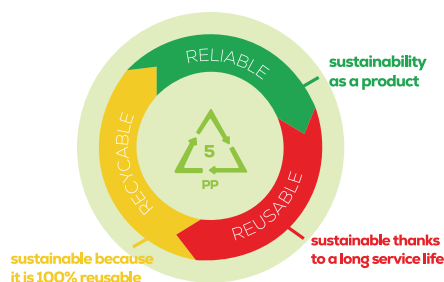 RELIABLE
sustainability
as a product
RECYCABLE
5
PP
REUSABLE
sustainable thanks
to a long service life
sustainable because
it is 100% reusable